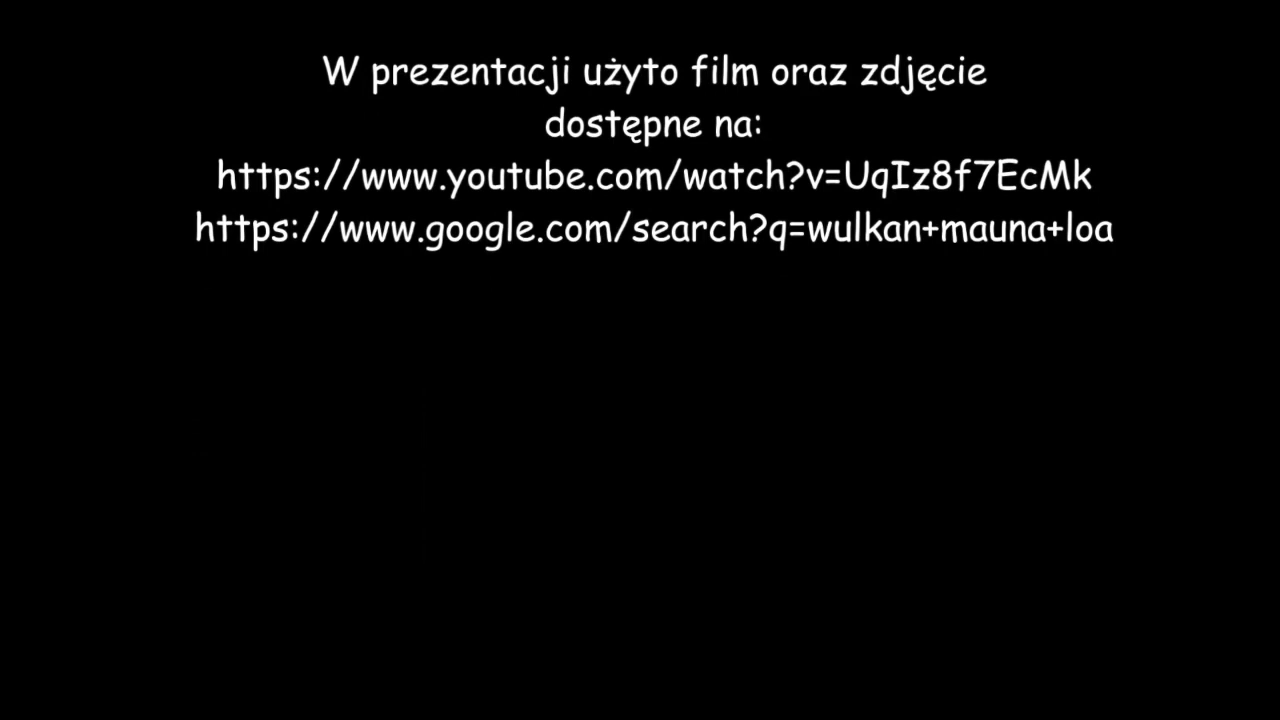 W prezentacji użyto film oraz zdjęcie
dostępne na:
https://www.youtube.com/watch?v=UqIz8f7EcMk
https://www.google.com/search?q=wulkan+mauna+loa